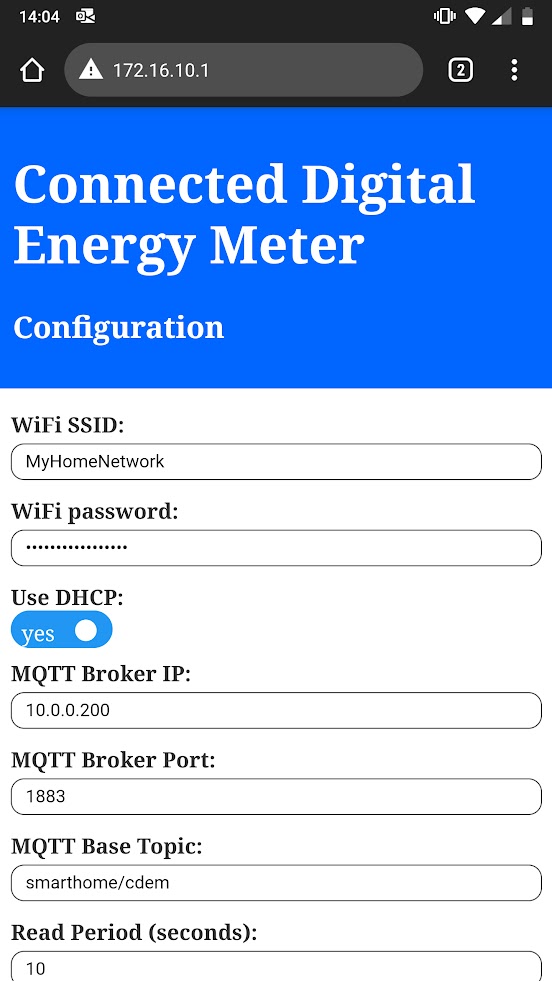 14:04
172.16.10.1
2
Connected Digital
Energy Meter
Configuration
WiFi SSID:
MyHomeNetwork
WiFi password:
•••••••••••••••••
Use DHCP:
yes
MQTT Broker IP:
10.0.0.200
MQTT Broker Port:
1883
MQTT Base Topic:
smarthome/cdem
Read Period (seconds):
10